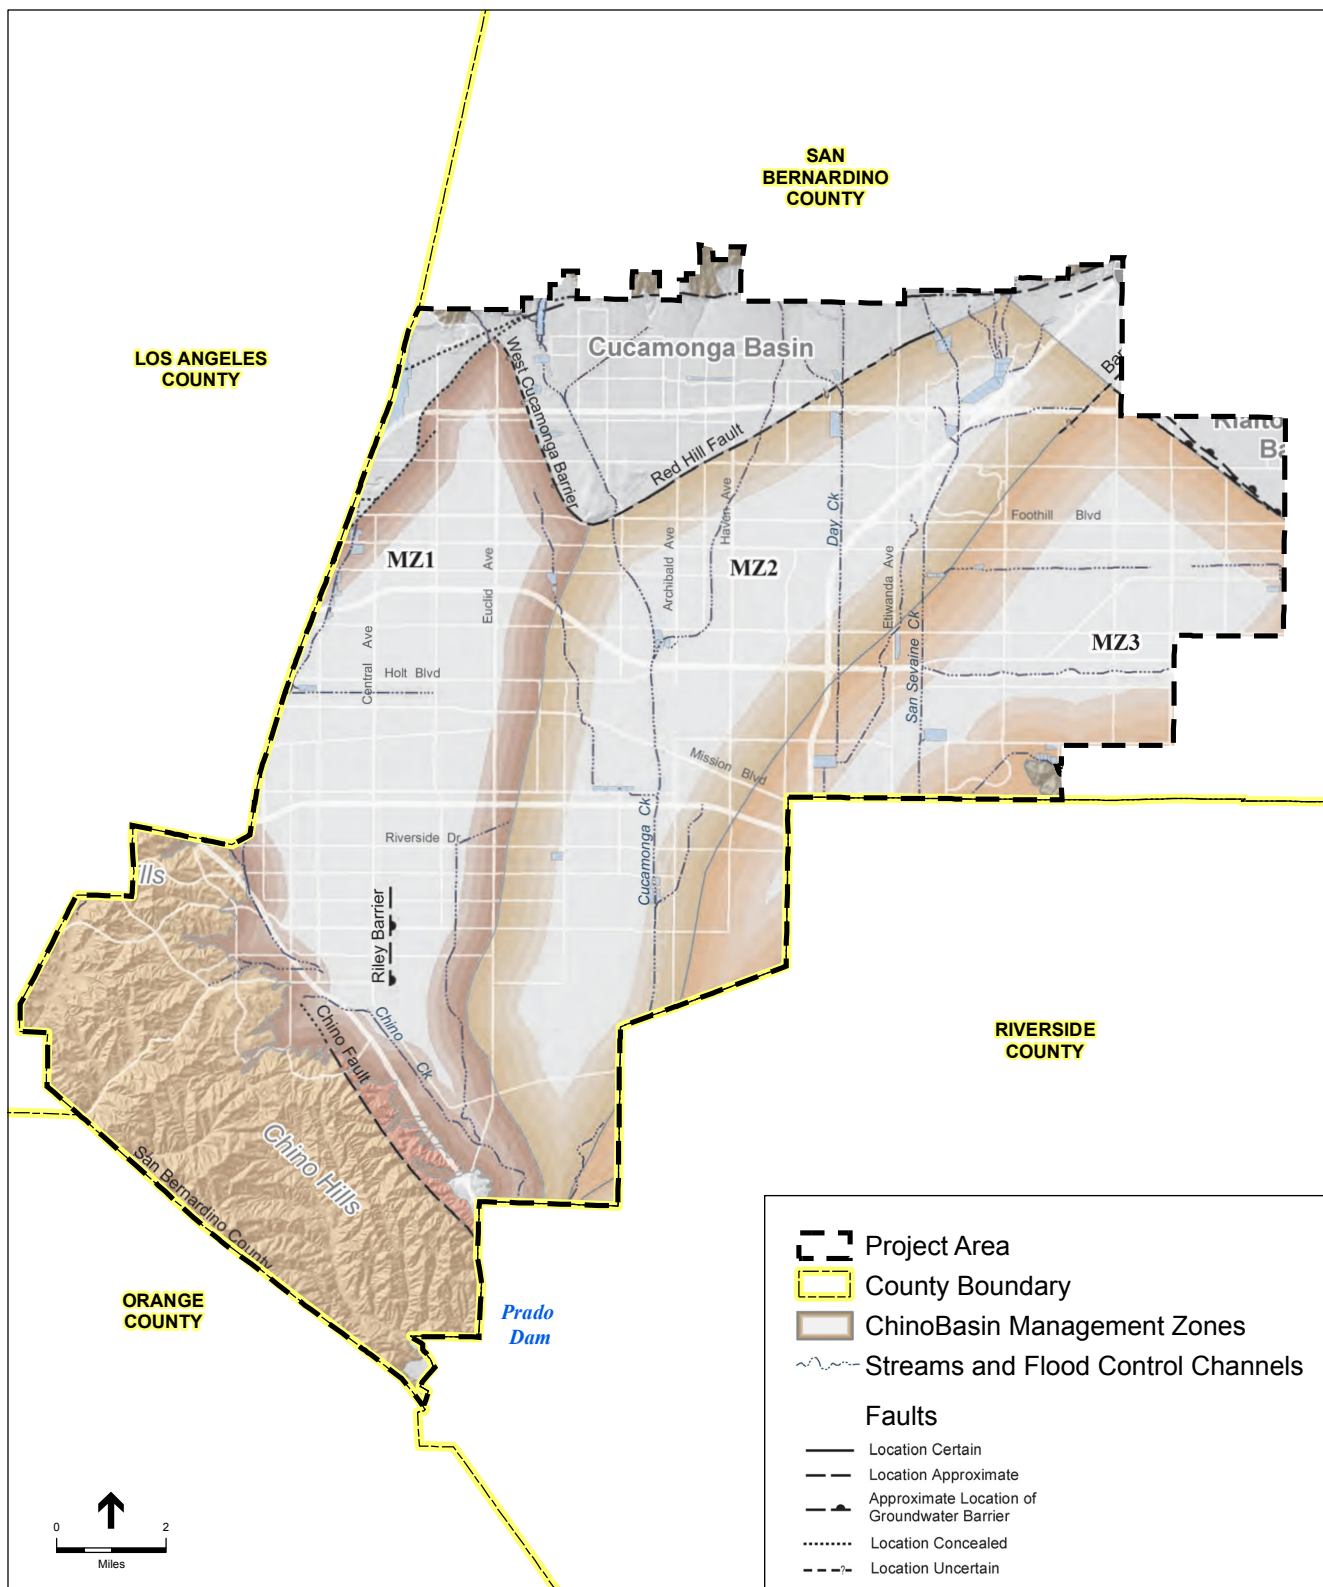 SAN
BERNARDINO
COUNTY
LOS ANGELES
COUNTY
Cucamonga Basin
West Cucamonga Barrier
Red Hill Fault
Bar
Rialto
Ba
Foothill Blvd
MZ1
MZ2
MZ3
Euclid Ave
Archibald Ave
Haven Ave
Day Ck
Etiwanda Ave
San Sevaine Ck
Central Ave
Holt Blvd
Mission Blvd
Riverside Dr
Cucamonga Ck
ills
Riley Barrier
Chino Fault
Chino Ck
Chino Hills
San Bernardino County
RIVERSIDE
COUNTY
ORANGE
COUNTY
Prado
Dam
Project Area
County Boundary
ChinoBasin Management Zones
Streams and Flood Control Channels
Faults
Location Certain
Location Approximate
Approximate Location of
Groundwater Barrier
Location Concealed
?
Location Uncertain
0 2
Miles